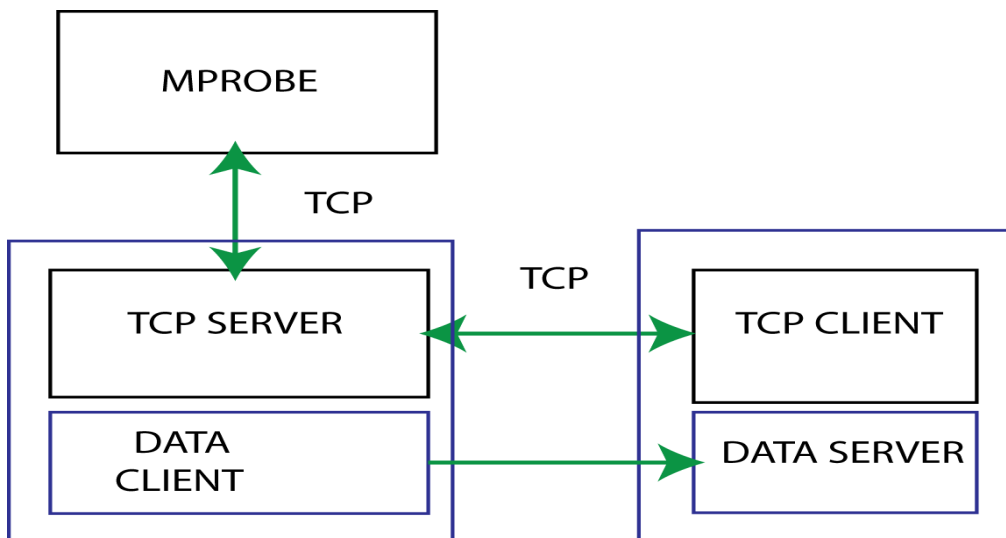 MPROBE
TCP
TCP
TCP SERVER
TCP CLIENT
DATA
CLIENT
DATA SERVER